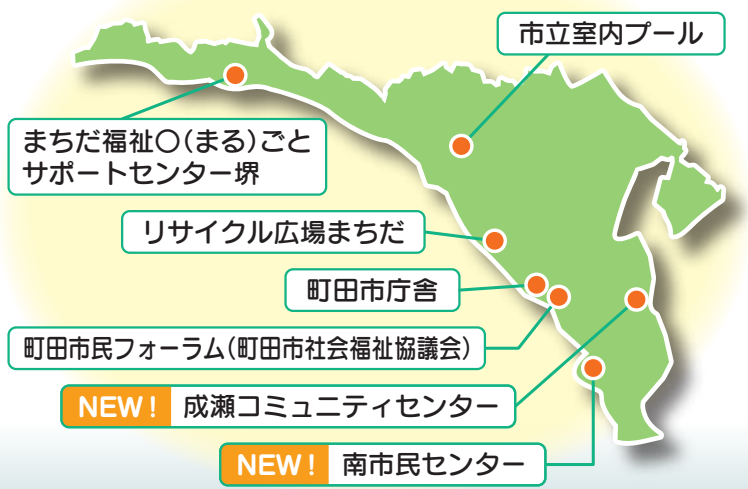 市立室内プール
まちだ福祉〇(まる)ごと
サポートセンター堺
リサイクル広場まちだ
町田市庁舎
町田市民フォーラム(町田市社会福祉協議会)
NEW! 成瀬コミュニティセンター
NEW! 南市民センター